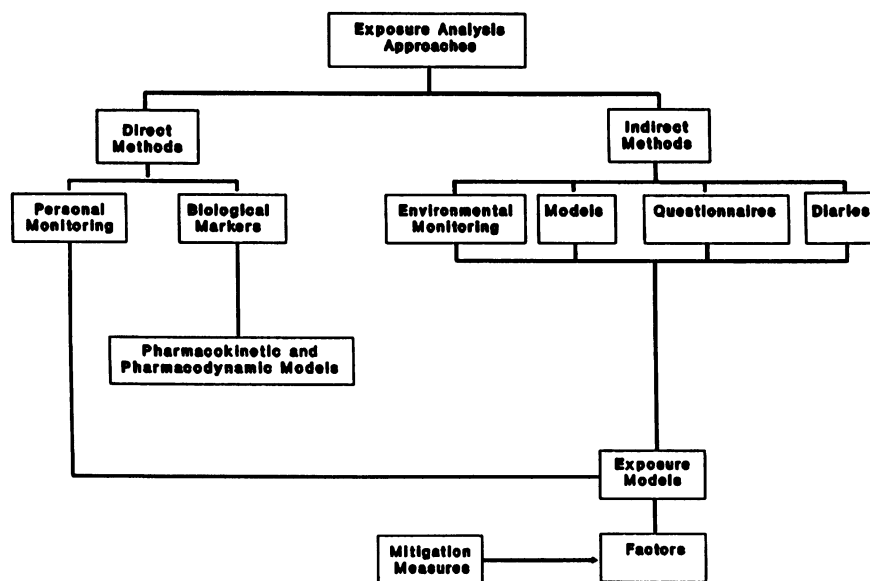 Exposure Analysis
Approaches
Direct
Methods
Indirect
Methods
Personal
Monitoring
Biological
Markers
Environmental
Monitoring
Models
Questionnaires
Diaries
Pharmacokinetic and
Pharmacodynamic Models
Exposure
Models
Mitigation
Measures
Factors